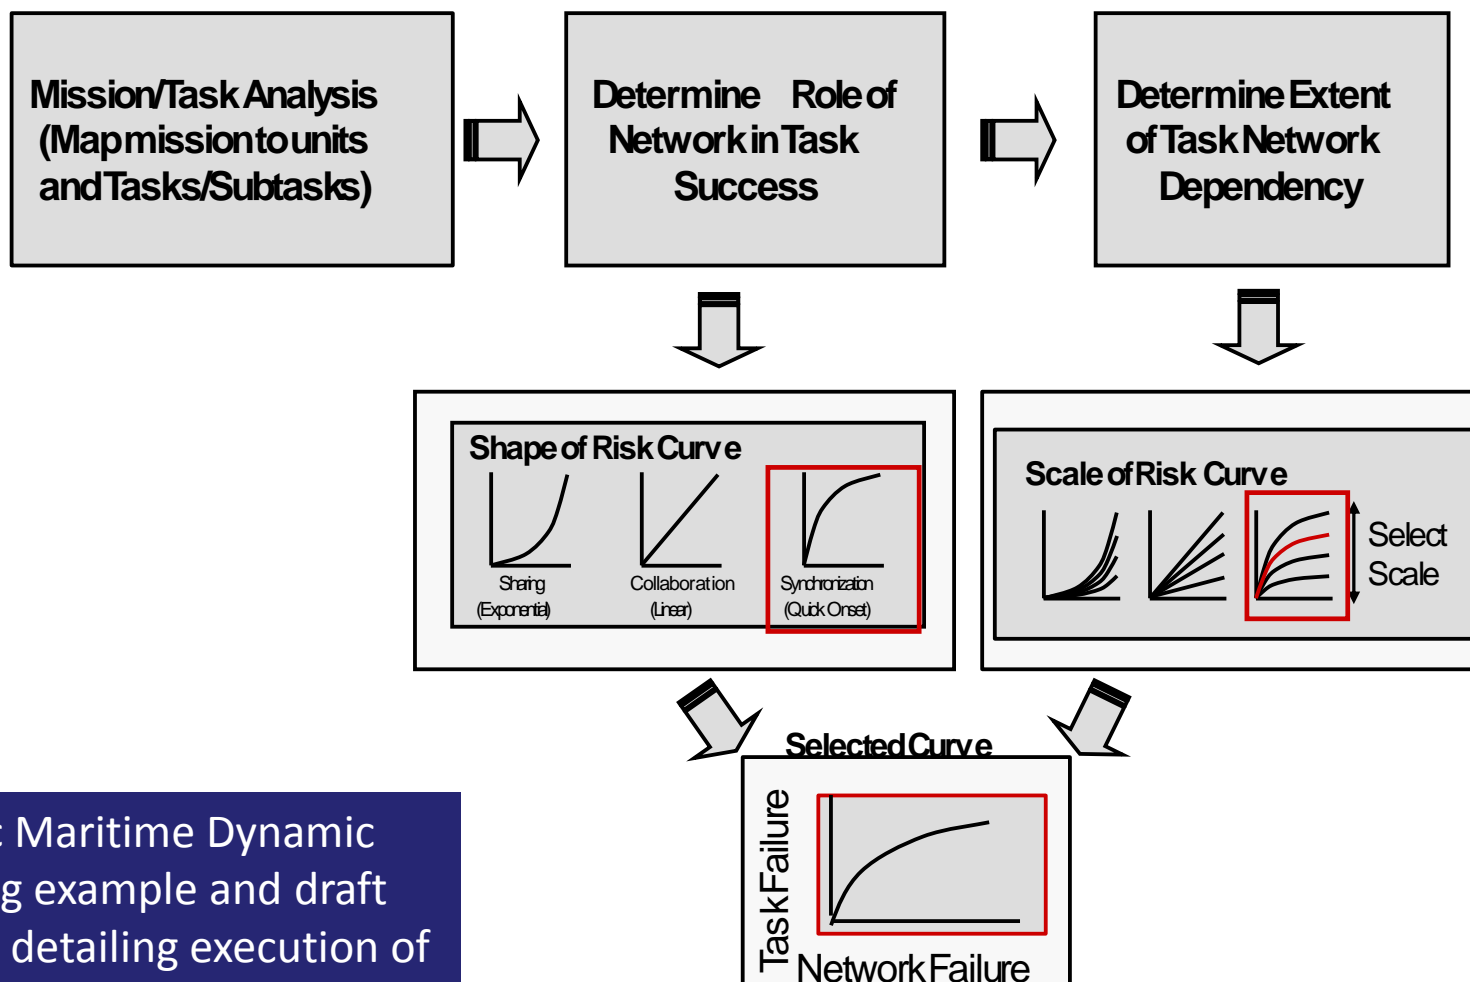 Mission/Task Analysis
(Map mission to units
and Tasks/Subtasks)
Determine Role of
Network in Task
Success
Determine Extent
of Task Network
Dependency
Shape of Risk Curve
Sharing
(Exponential)
Collaboration
(Linear)
Synchronization
(Quick Onset)
Scale of Risk Curve
Select
Scale
Selected Curve
Task Failure
Network Failure
Maritime Dynamic
example and draft
detailing execution of